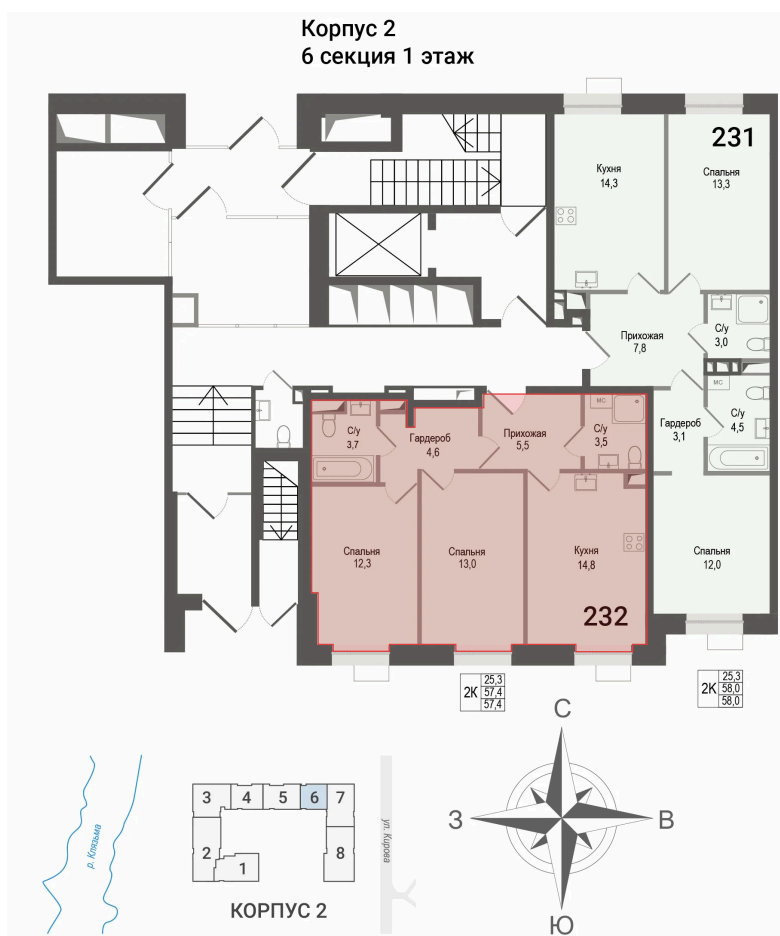 Корпус 2
6 секция 1 этаж
231
Кухня
14,3
Спальня
13,3
Прихожая
7,8
С/у
3,0
МС
С/у
4,5
Гардероб
3,1
Спальня
12,0
С/у
3,7
Гардероб
4,6
Прихожая
5,5
МС
С/у
3,5
Спальня
12,3
Спальня
13,0
Кухня
14,8
232
2К
25,3
57,4
57,4
2К
25,3
58,0
58,0
С
З
В
Ю
р. Клязьма
3
4
5
6
7
2
1
8
ул. Кирова
КОРПУС 2